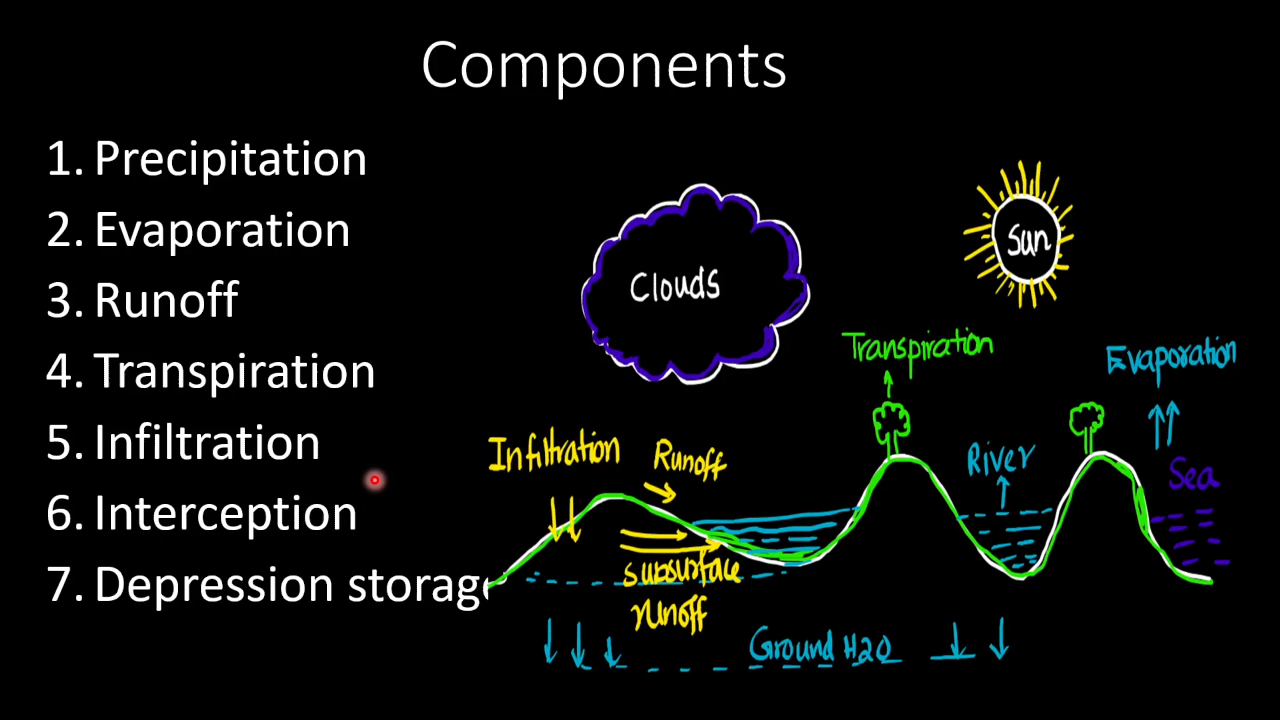 Components
1. Precipitation
2. Evaporation
3. Runoff
4. Transpiration
5. Infiltration
6. Interception
7. Depression storage
Clouds
Sun
Transpiration
Evaporation
Infiltration
Runoff
River
Sea
subsurface
runoff
Ground H2O